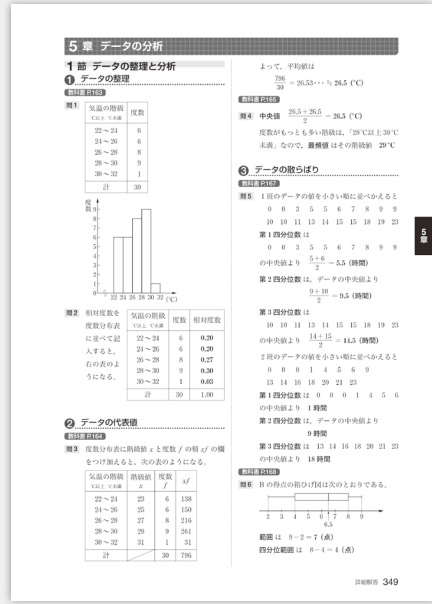 5 章 データの分析
1 節 データの整理と分析
❶ データの整理
教科書 P.163
問1
気温の階級 ℃以上 ℃未満 度数
22 ～ 24 6
24 ～ 26 6
26 ～ 28 8
28 ～ 30 9
30 ～ 32 1
計 30
度数
9
8
7
6
5
4
3
2
1
0 22 24 26 28 30 32 (℃)
問2 相対度数を
度数分布表
に並べて記
入すると,
右の表のよ
うになる。
気温の階級 ℃以上 ℃未満 度数 相対度数
22 ～ 24 6 0.20
24 ～ 26 6 0.20
26 ～ 28 8 0.27
28 ～ 30 9 0.30
30 ～ 32 1 0.03
計 30 1.00
❷ データの代表値
教科書 P.164
問3 度数分布表に階級値 x と度数 f の積 xf の欄
をつけ加えると, 次の表のようになる。
気温の階級 ℃以上 ℃未満 階級値 x 度数 f xf
22 ～ 24 23 6 138
24 ～ 26 25 6 150
26 ～ 28 27 8 216
28 ～ 30 29 9 261
30 ～ 32 31 1 31
計 30 796
よって, 平均値は
796/30 = 26.53··· ≒ 26.5 (℃)
教科書 P.165
問4 中央値 26.5+26.5/2 = 26.5 (℃)
度数がもっとも多い階級は,「28℃以上30℃
未満」なので, 最頻値はその階級値 29℃
❸ データの散らばり
教科書 P.167
問5 1班のデータの値を小さい順に並べかえると
0 0 3 5 5 6 7 8 9 9
10 10 11 13 14 15 15 18 19 23
第1四分位数は
0 0 3 5 5 6 7 8 9 9
の中央値より 5+6/2 = 5.5 (時間)
第2四分位数は, データの中央値より
9+10/2 = 9.5 (時間)
第3四分位数は
10 10 11 13 14 15 15 18 19 23
の中央値より 14+15/2 = 14.5 (時間)
2班のデータの値を小さい順に並べかえると
0 0 0 1 4 5 6 9
13 14 16 18 20 21 23
第1四分位数は 0 0 0 1 4 5 6
の中央値より 1時間
第2四分位数は, データの中央値より
9時間
第3四分位数は 13 14 16 18 20 21 23
の中央値より 18時間
教科書 P.168
問6 Bの得点の箱ひげ図は次のとおりである。
2 3 4 5 6 7 8 9
6.5
範囲は 9－2＝7 (点)
四分位範囲は 8－4＝4 (点)
5章
詳細解答 349